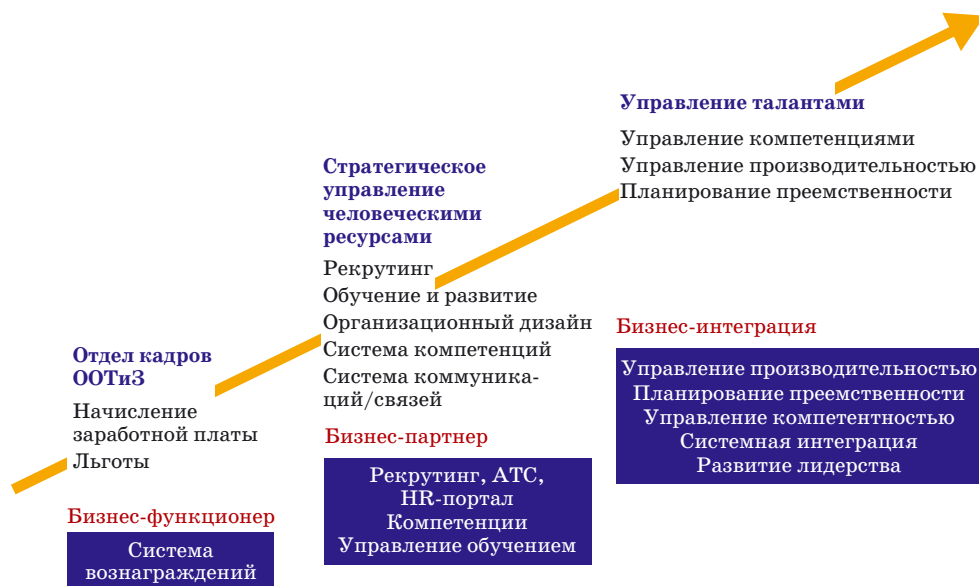 Отдел кадров
ООТиЗ
Начисление
заработной платы
Льготы
Бизнес-функционер
Система
вознаграждений
Стратегическое
управление
человеческими
ресурсами
Рекрутинг
Обучение и развитие
Организационный дизайн
Система компетенций
Система коммуника-
ций/связей
Бизнес-партнер
Рекрутинг, АТС,
HR-портал
Компетенции
Управление обучением
Управление талантами
Управление компетенциями
Управление производительностью
Планирование преемственности
Бизнес-интеграция
Управление производительностью
Планирование преемственности
Управление компетентностью
Системная интеграция
Развитие лидерства